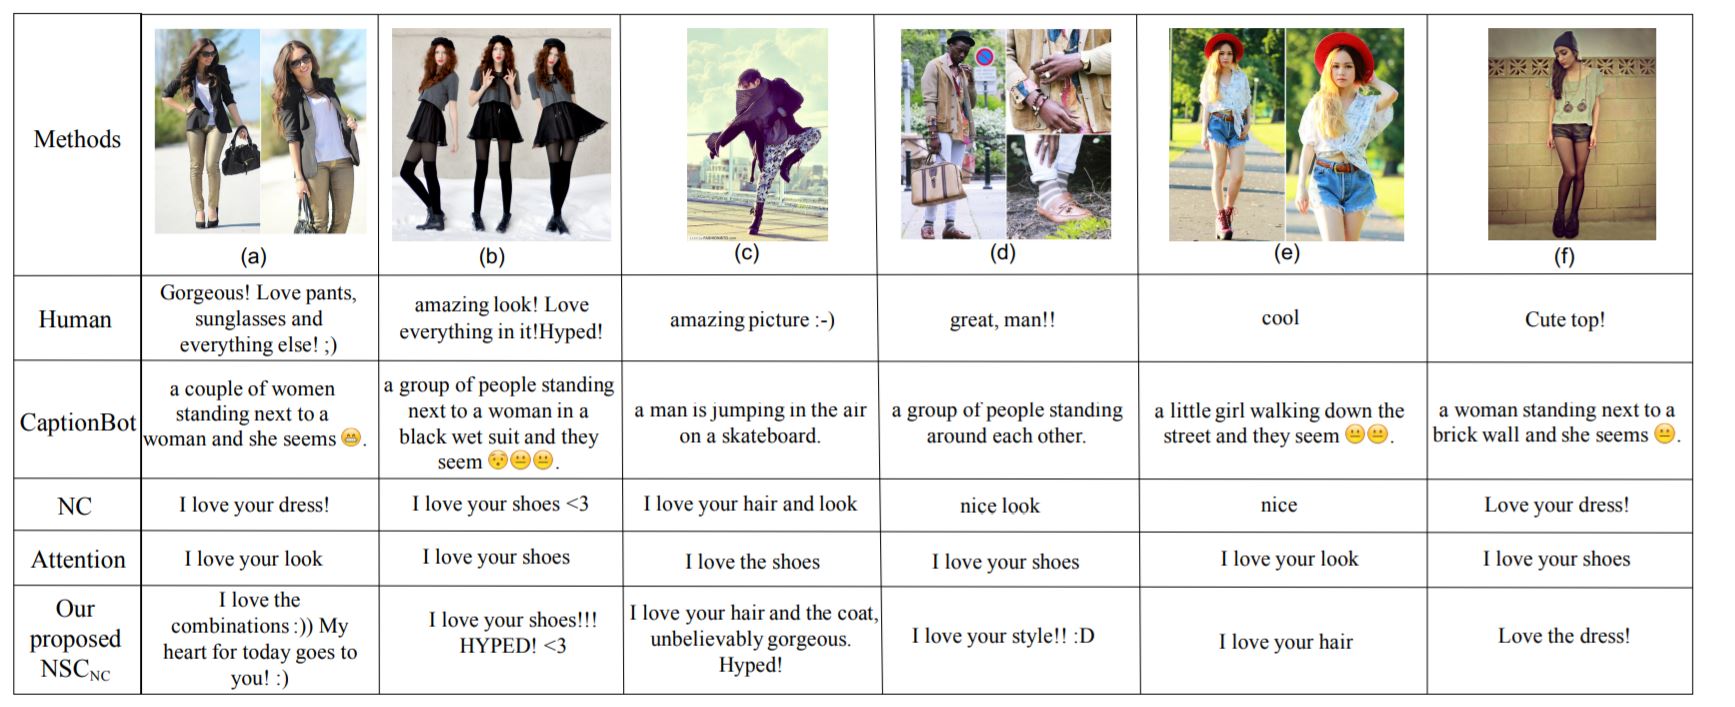 Methods
(a)
(b)
(c)
(d)
(e)
(f)
Human
Gorgeous! Love pants,
sunglasses and
everything else! ;)
amazing look! Love
everything in it!Hyped!
amazing picture :-)
great, man!!
cool
Cute top!
CaptionBot
a couple of women
standing next to a
woman and she seems 😁.
a group of people standing
next to a woman in a
black wet suit and they
seem 😯😐😐.
a man is jumping in the air
on a skateboard.
a group of people standing
around each other.
a little girl walking down the
street and they seem 😐😐.
a woman standing next to a
brick wall and she seems 😐.
NC
I love your dress!
I love your shoes <3
I love your hair and look
nice look
nice
Love your dress!
Attention
I love your look
I love your shoes
I love the shoes
I love your shoes
I love your look
I love your shoes
Our
proposed
NSC_NC
I love the
combinations :)) My
heart for today goes to
you! :)
I love your shoes!!!
HYPED! <3
I love your hair and the coat,
unbelievably gorgeous.
Hyped!
I love your style!! :D
I love your hair
Love the dress!